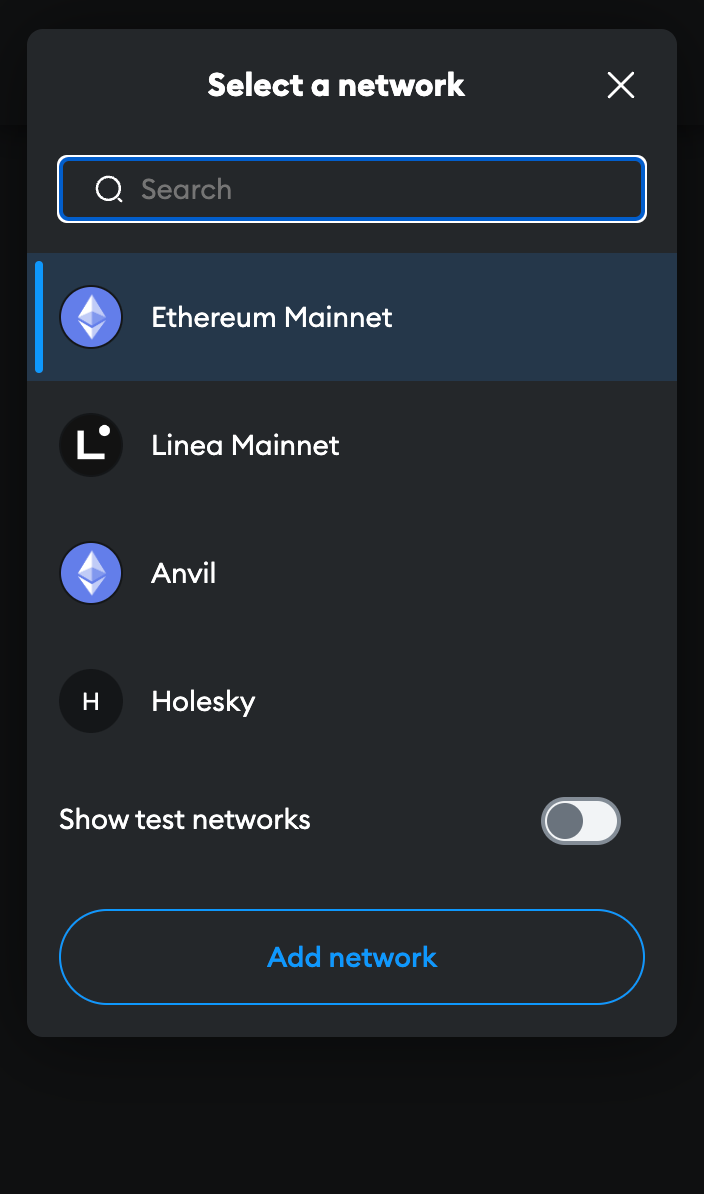 Select a network
Search
Ethereum Mainnet
L
Linea Mainnet
Anvil
H
Holesky
Show test networks
Add network